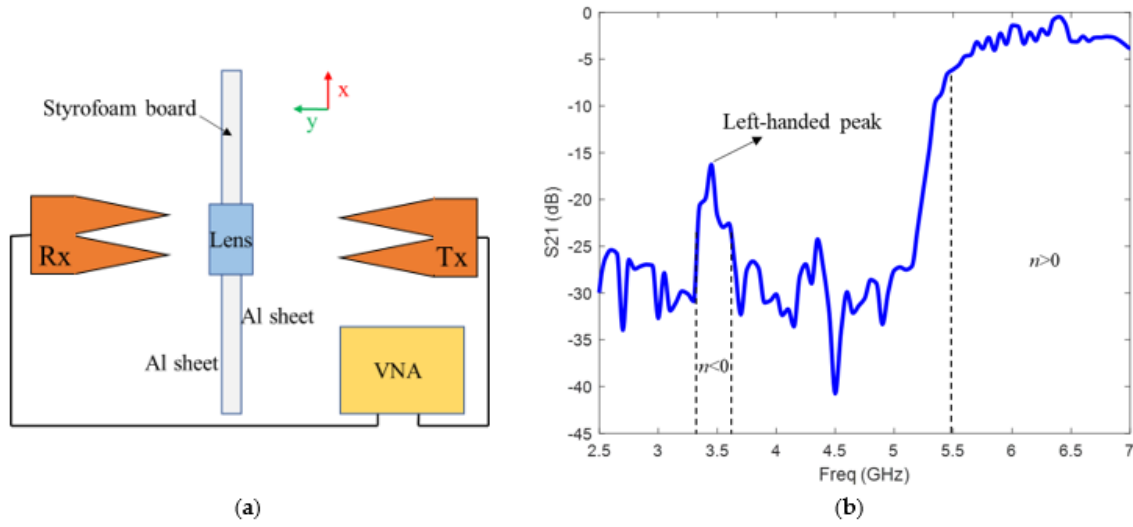 Styrofoam board
x
y
Rx
Lens
Tx
Al sheet
Al sheet
VNA
(a)
0
-5
-10
-15
-20
-25
-30
-35
-40
-45
S21 (dB)
Left-handed peak
n<0
n>0
2.5 3 3.5 4 4.5 5 5.5 6 6.5 7
Freq (GHz)
(b)